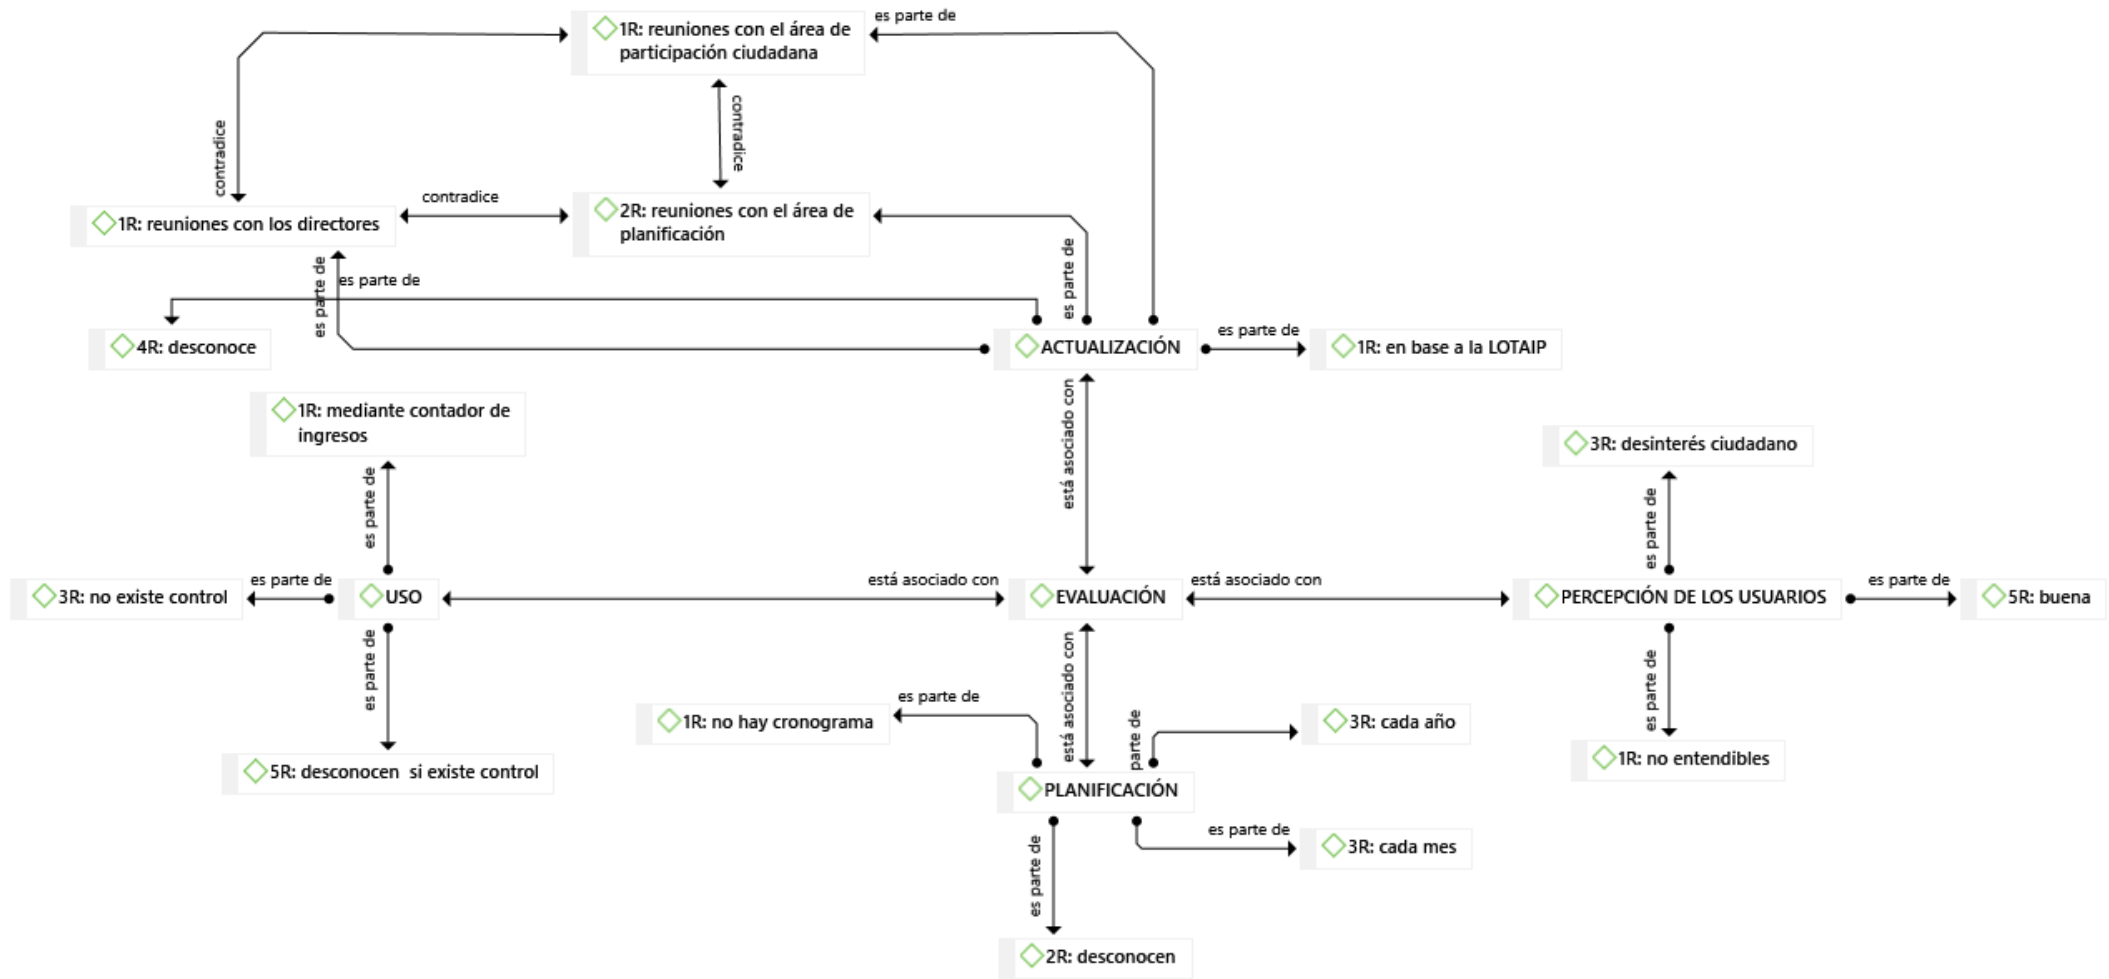 es parte de
1R: reuniones con el área de
participación ciudadana
contradice
contradice
contradice
1R: reuniones con los directores
2R: reuniones con el área de
planificación
es parte de
es parte de
es parte de
4R: desconoce
ACTUALIZACIÓN
es parte de
1R: en base a la LOTAIP
1R: mediante contador de
ingresos
está asociado con
3R: desinterés ciudadano
es parte de
es parte de
3R: no existe control
es parte de
USO
está asociado con
EVALUACIÓN
está asociado con
PERCEPCIÓN DE LOS USUARIOS
es parte de
5R: buena
es parte de
está asociado con
es parte de
1R: no hay cronograma
es parte de
parte de
3R: cada año
1R: no entendibles
5R: desconocen si existe control
PLANIFICACIÓN
es parte de
3R: cada mes
es parte de
2R: desconocen